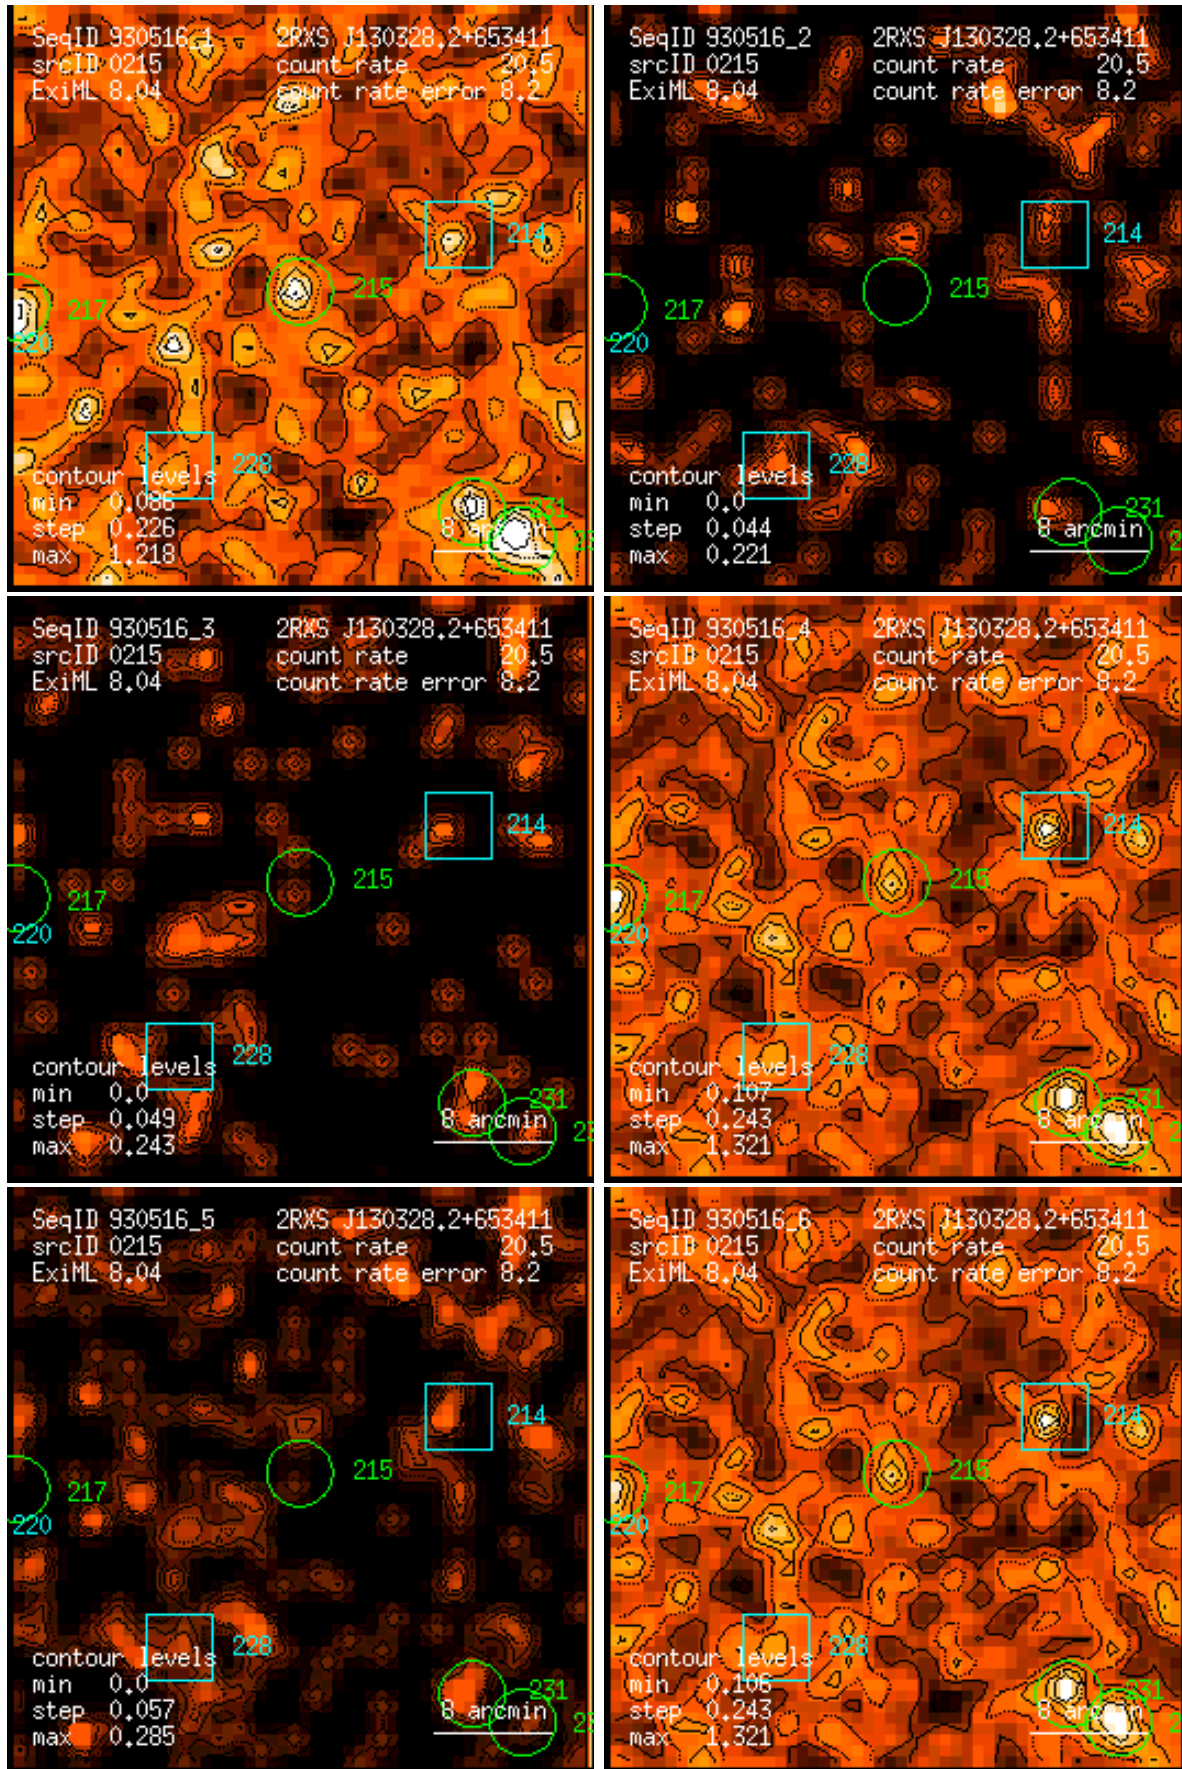 SeqID 930516_1 2RXS J130328.2+653411
srcID 0215 count rate 20.5
ExiML 8.04 count rate error 8.2
214
215
217
220
228
contour levels
min 0.086
step 0.226
max 1.218
231
8 arcmin
SeqID 930516_2 2RXS J130328.2+653411
srcID 0215 count rate 20.5
ExiML 8.04 count rate error 8.2
214
215
217
220
228
contour levels
min 0.0
step 0.044
max 0.221
231
8 arcmin
SeqID 930516_3 2RXS J130328.2+653411
srcID 0215 count rate 20.5
ExiML 8.04 count rate error 8.2
214
215
217
220
228
contour levels
min 0.0
step 0.049
max 0.243
231
8 arcmin
SeqID 930516_4 2RXS J130328.2+653411
srcID 0215 count rate 20.5
ExiML 8.04 count rate error 8.2
214
215
217
220
228
contour levels
min 0.107
step 0.243
max 1.321
231
8 arcmin
SeqID 930516_5 2RXS J130328.2+653411
srcID 0215 count rate 20.5
ExiML 8.04 count rate error 8.2
214
215
217
220
228
contour levels
min 0.0
step 0.057
max 0.285
231
8 arcmin
SeqID 930516_6 2RXS J130328.2+653411
srcID 0215 count rate 20.5
ExiML 8.04 count rate error 8.2
214
215
217
220
228
contour levels
min 0.106
step 0.243
max 1.321
231
8 arcmin